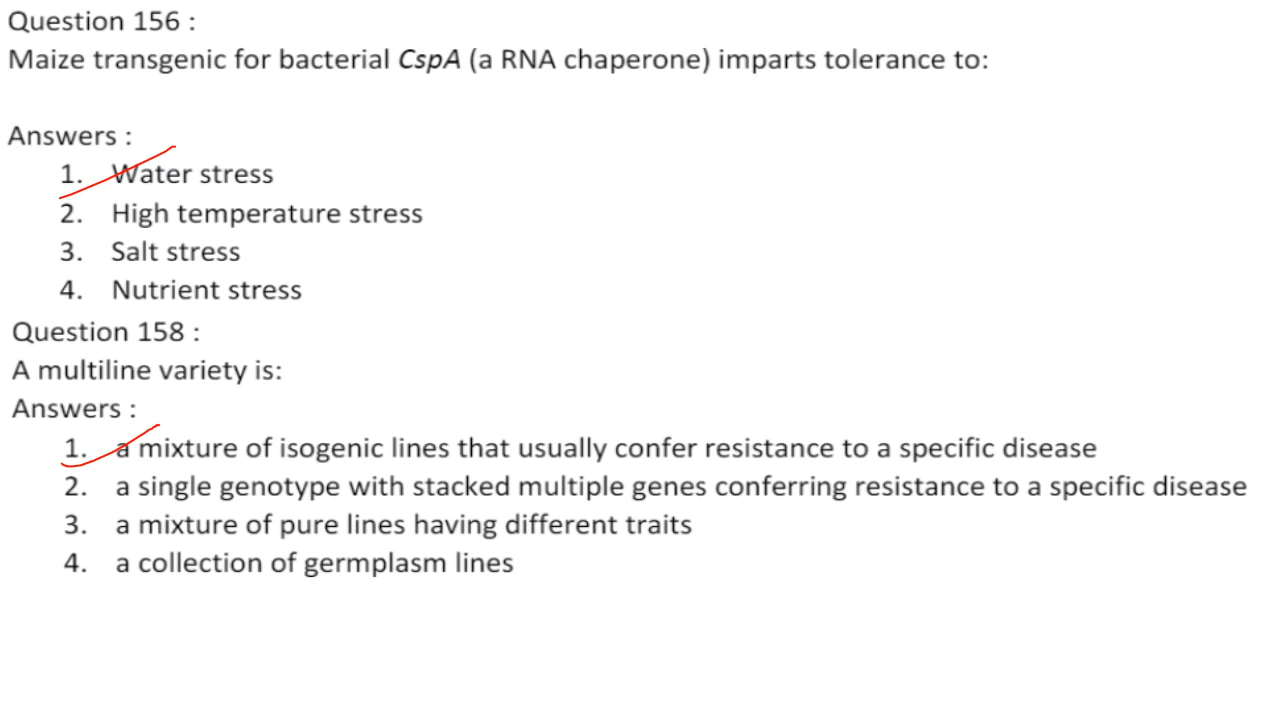 Question 156 :
Maize transgenic for bacterial CspA (a RNA chaperone) imparts tolerance to:
Answers :
1. Water stress
2. High temperature stress
3. Salt stress
4. Nutrient stress
Question 158 :
A multiline variety is:
Answers :
1. a mixture of isogenic lines that usually confer resistance to a specific disease
2. a single genotype with stacked multiple genes conferring resistance to a specific disease
3. a mixture of pure lines having different traits
4. a collection of germplasm lines